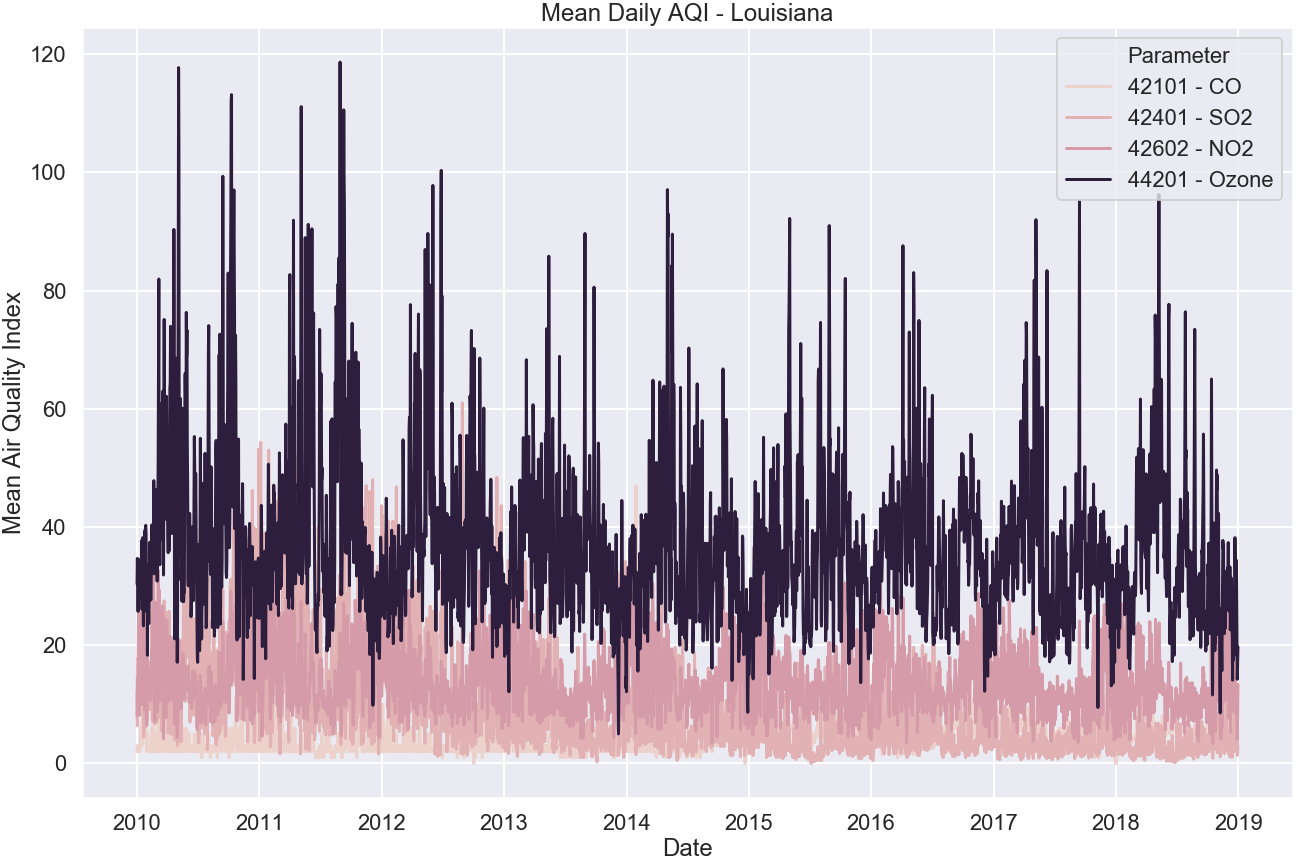 Mean Daily AQI - Louisiana
Mean Air Quality Index
120
100
80
60
40
20
0
Parameter
42101 - CO
42401 - SO2
42602 - NO2
44201 - Ozone
2010 2011 2012 2013 2014 2015 2016 2017 2018 2019
Date